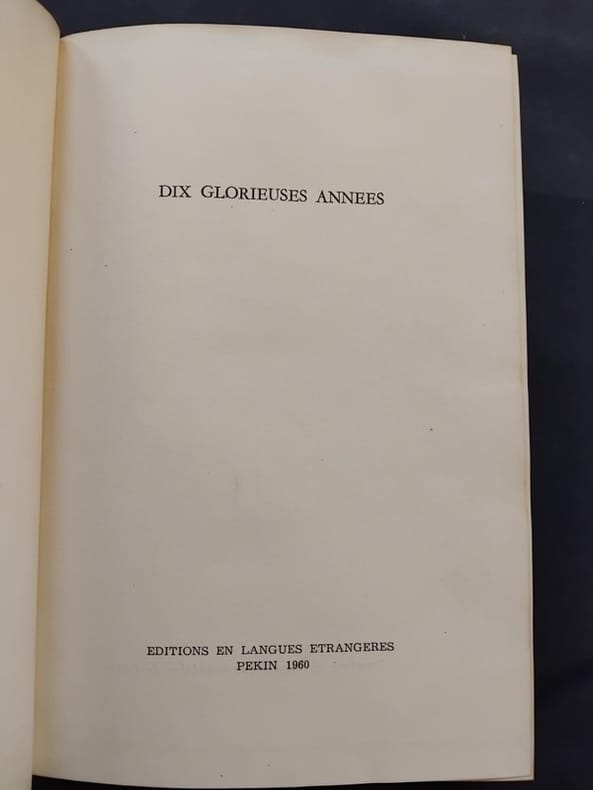 DIX GLORIEUSES ANNEES
EDITIONS EN LANGUES ETRANGERES
PEKIN 1960